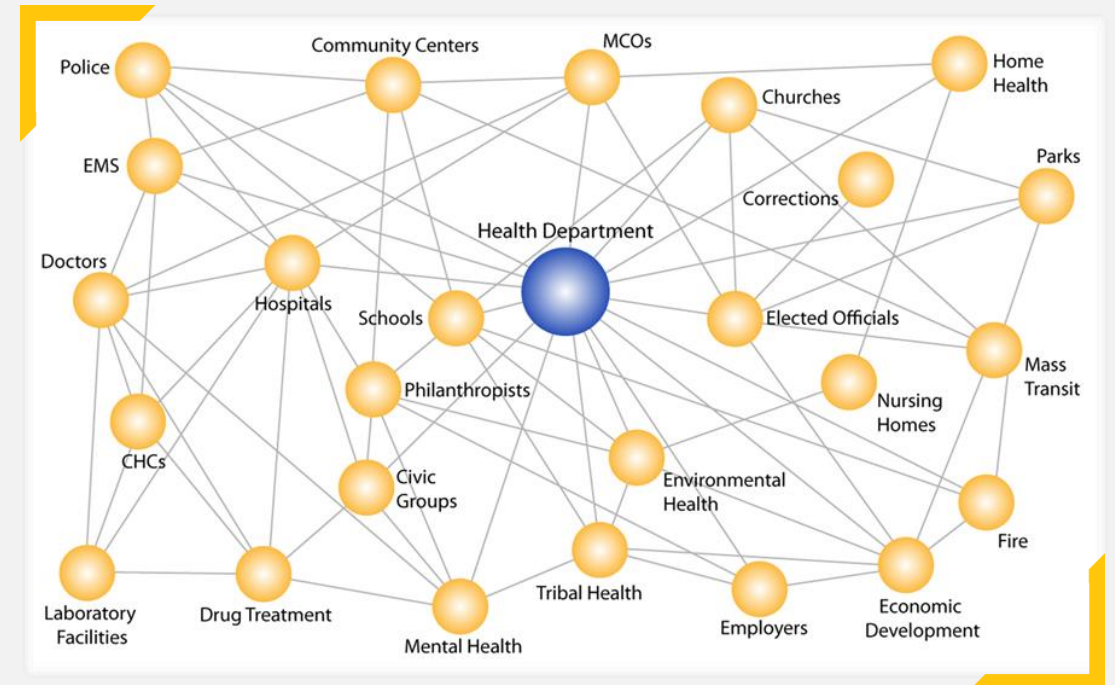 Police
Community Centers
MCOs
Home
Health
Churches
EMS
Parks
Corrections
Health Department
Doctors
Hospitals
Schools
Elected Officials
Mass
Transit
Philanthropists
Nursing
Homes
CHCs
Civic
Groups
Environmental
Health
Fire
Laboratory
Facilities
Drug Treatment
Mental Health
Tribal Health
Employers
Economic
Development